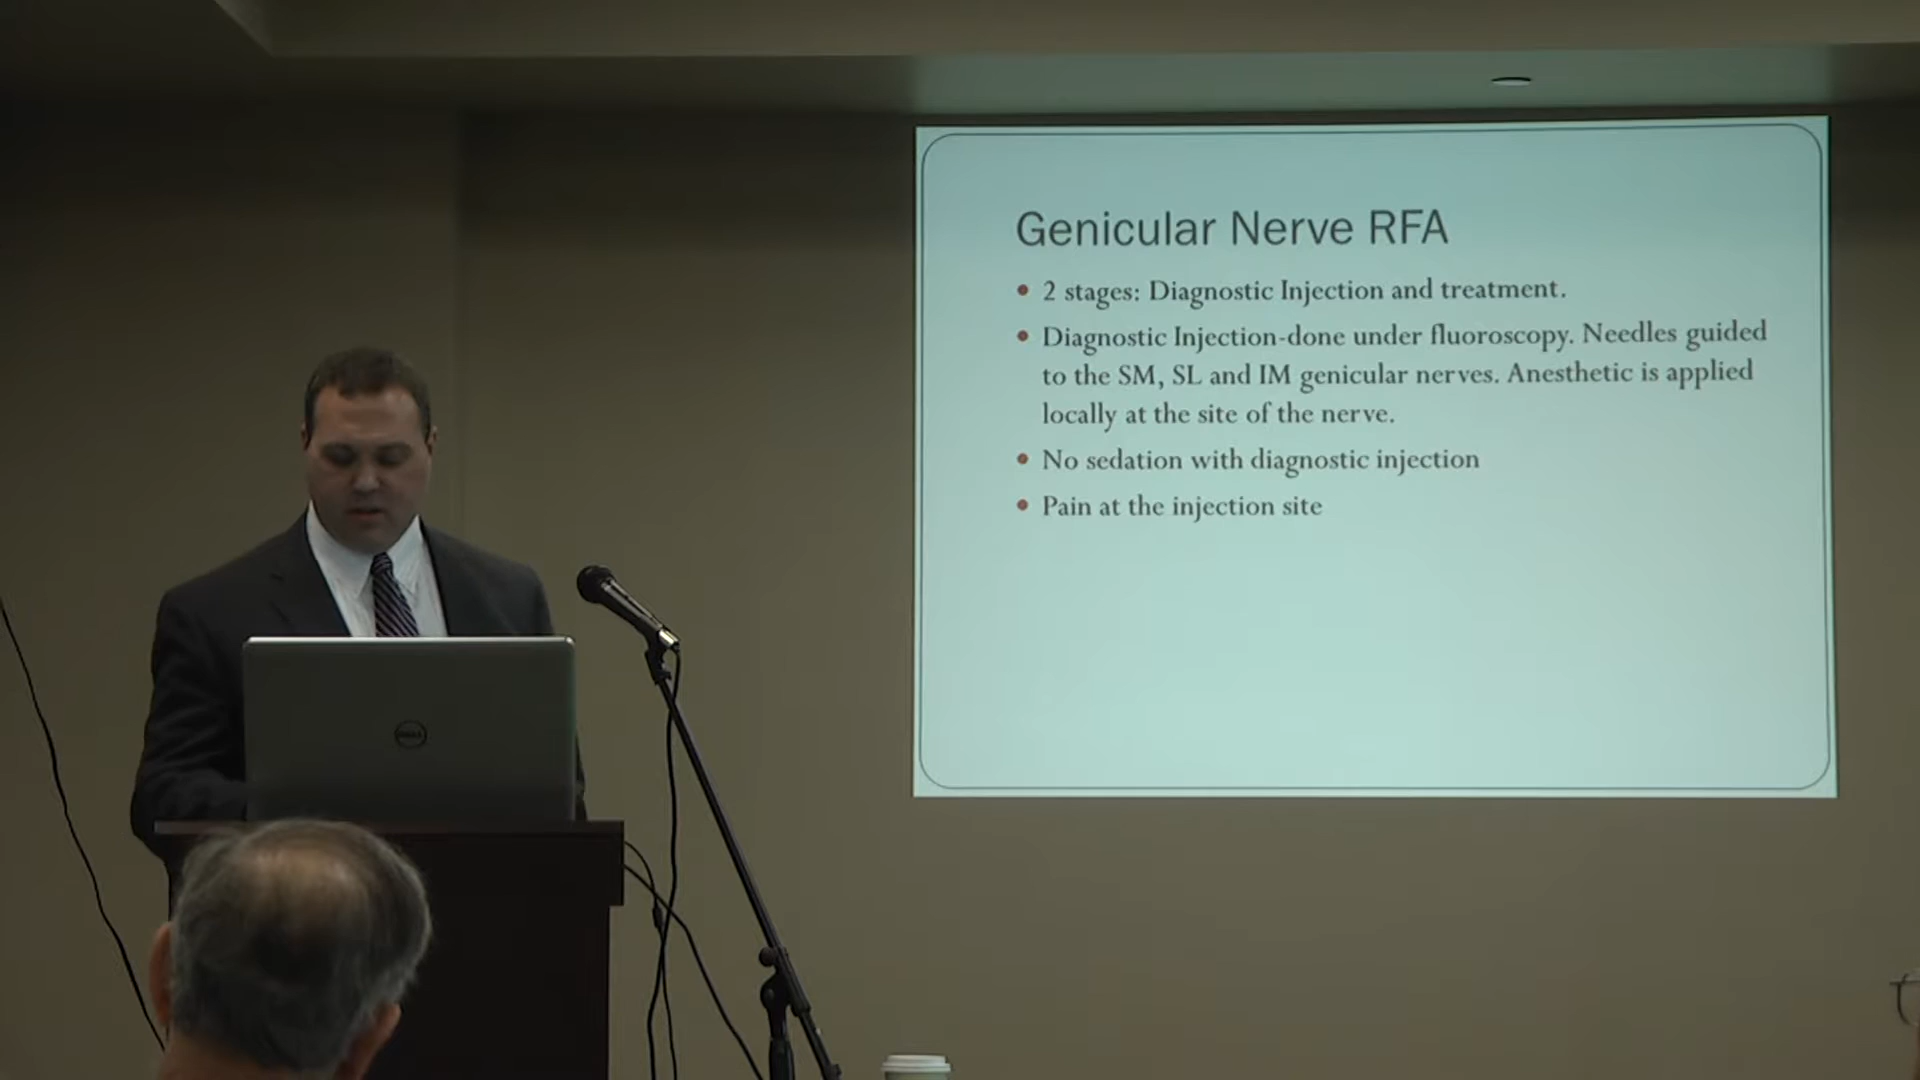 Genicular Nerve RFA
2 stages: Diagnostic Injection and treatment.
Diagnostic Injection-done under fluoroscopy. Needles guided
to the SM, SL and IM genicular nerves. Anesthetic is applied
locally at the site of the nerve.
No sedation with diagnostic injection
Pain at the injection site
DELL